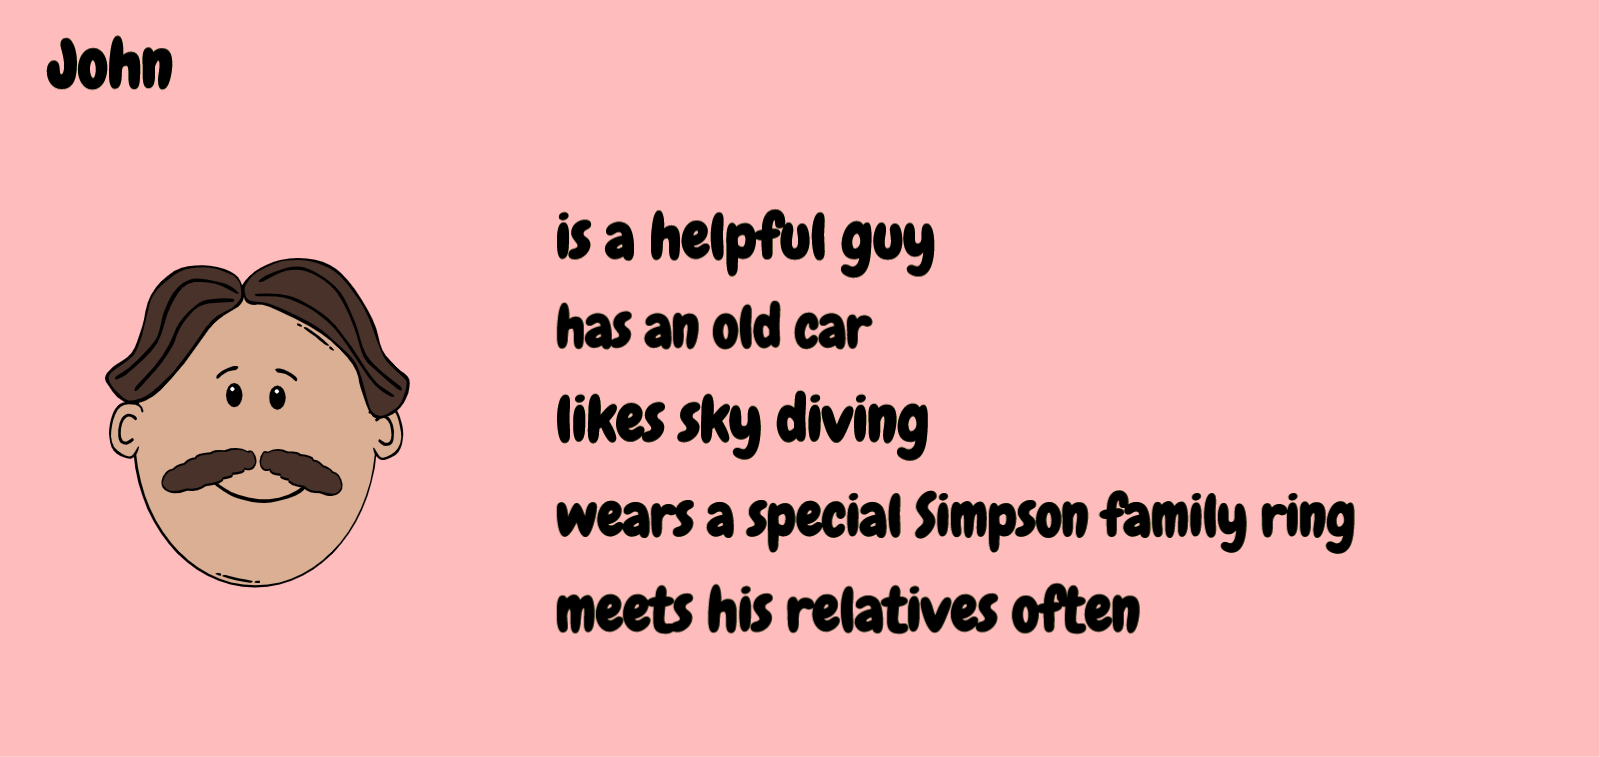 John
is a helpful guy
has an old car
likes sky diving
wears a special Simpson family ring
meets his relatives often